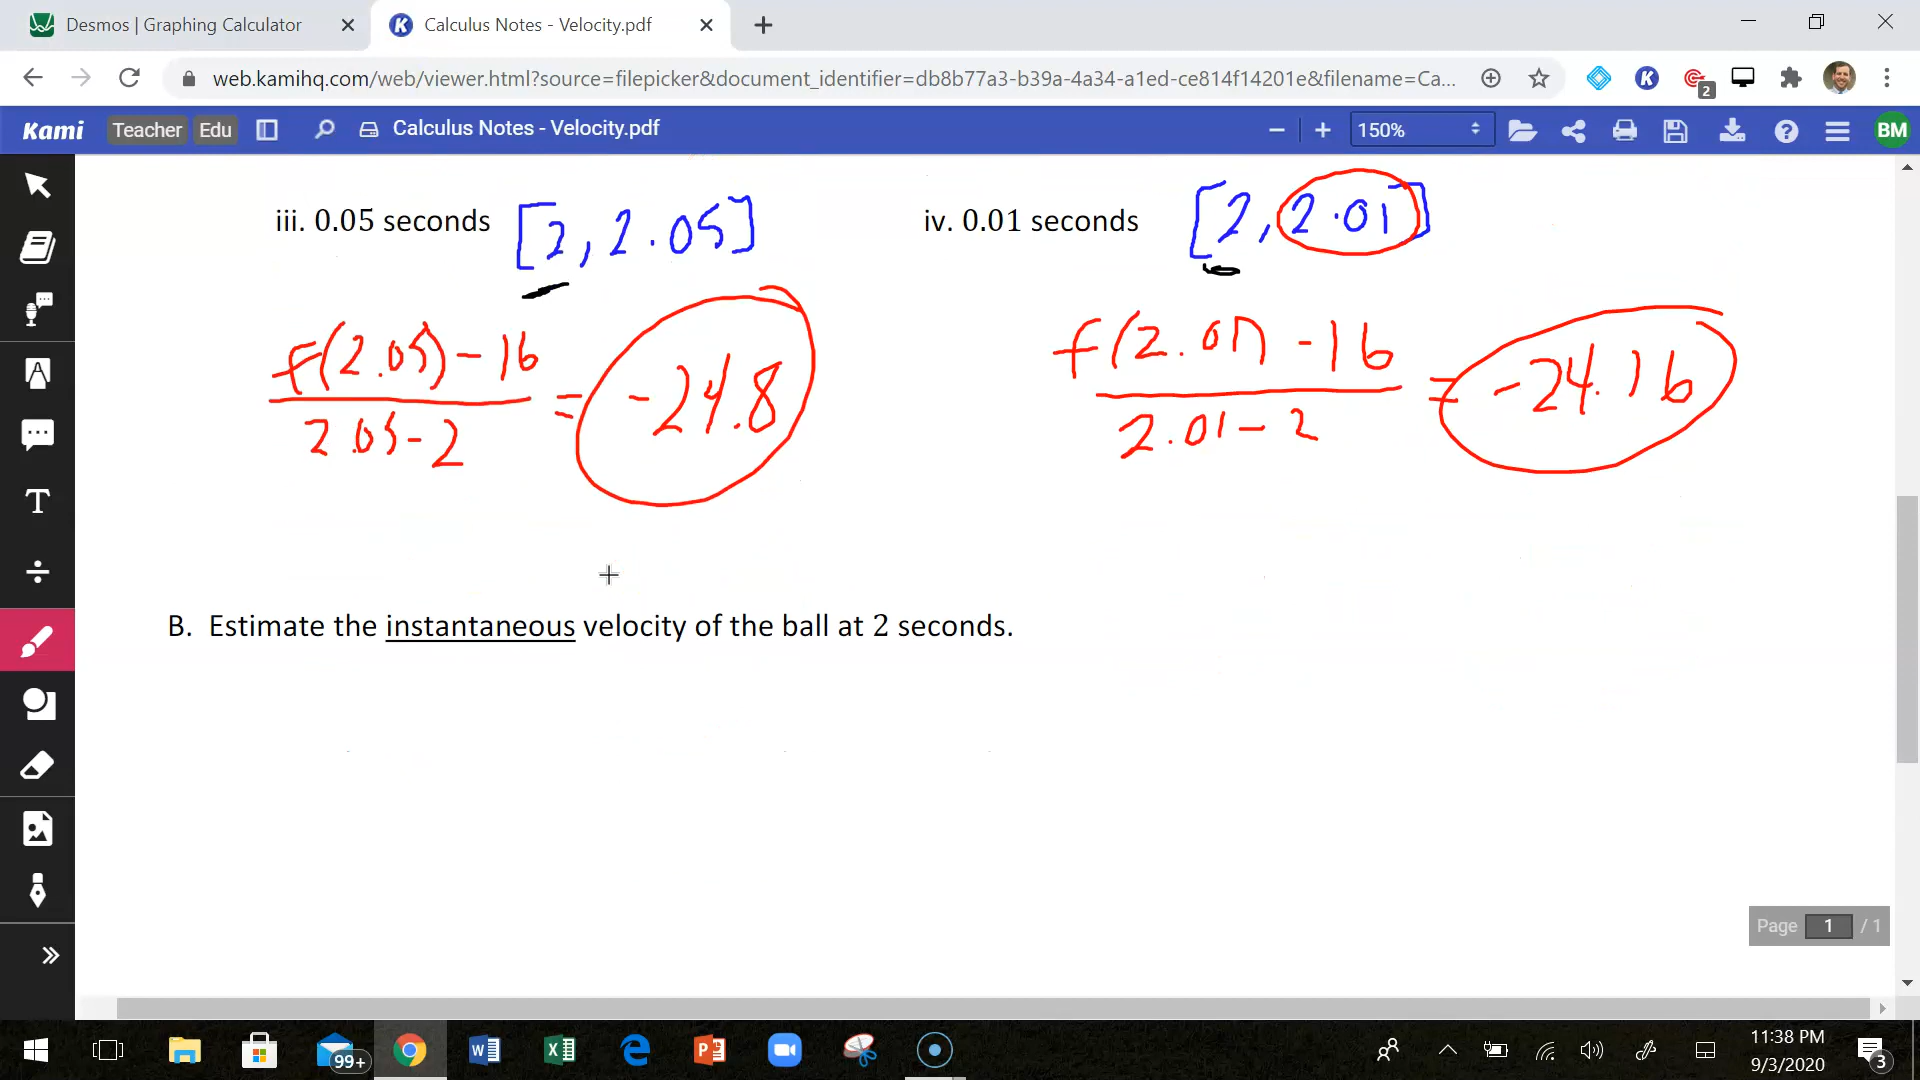 Desmos | Graphing Calculator
Calculus Notes - Velocity.pdf
web.kamihq.com/web/viewer.html?source=filepicker&document_identifier=db8b77a3-b39a-4a34-a1ed-ce814f14201e&filename=Ca...
2
Kami Teacher Edu Calculus Notes - Velocity.pdf 150% BM
iii. 0.05 seconds [2, 2.05]
iv. 0.01 seconds [2, 2.01]
f(2.05) - 16
2.05 - 2
= -24.8
f(2.01) - 16
2.01 - 2
= -24.16
B. Estimate the instantaneous velocity of the ball at 2 seconds.
Page 1 / 1
99+
11:38 PM
9/3/2020
3